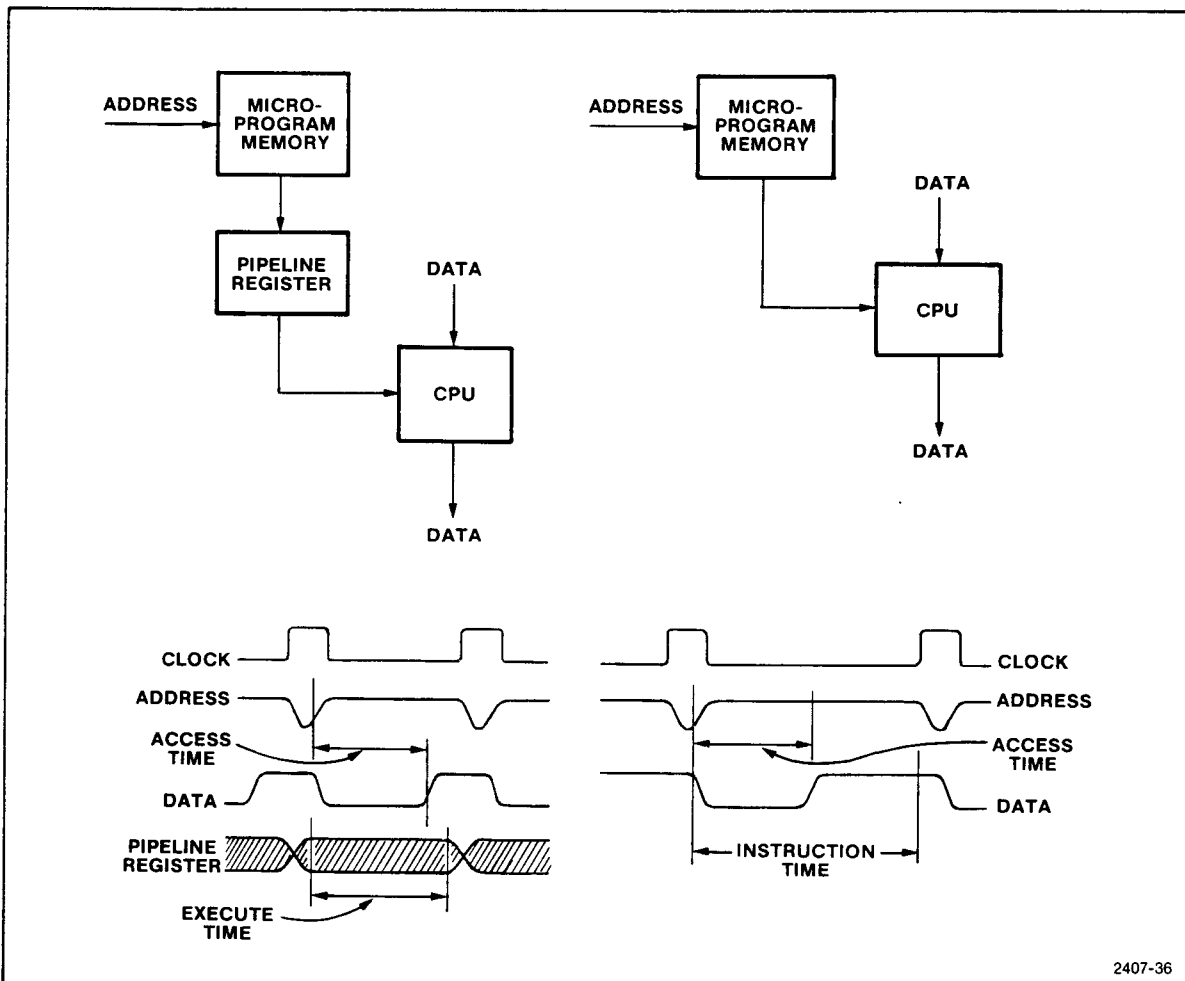 ADDRESS
MICRO-
PROGRAM
MEMORY
PIPELINE
REGISTER
DATA
CPU
DATA
ADDRESS
MICRO-
PROGRAM
MEMORY
DATA
CPU
DATA
CLOCK
ADDRESS
ACCESS
TIME
DATA
PIPELINE
REGISTER
EXECUTE
TIME
CLOCK
ADDRESS
ACCESS
TIME
DATA
INSTRUCTION
TIME
2407-36